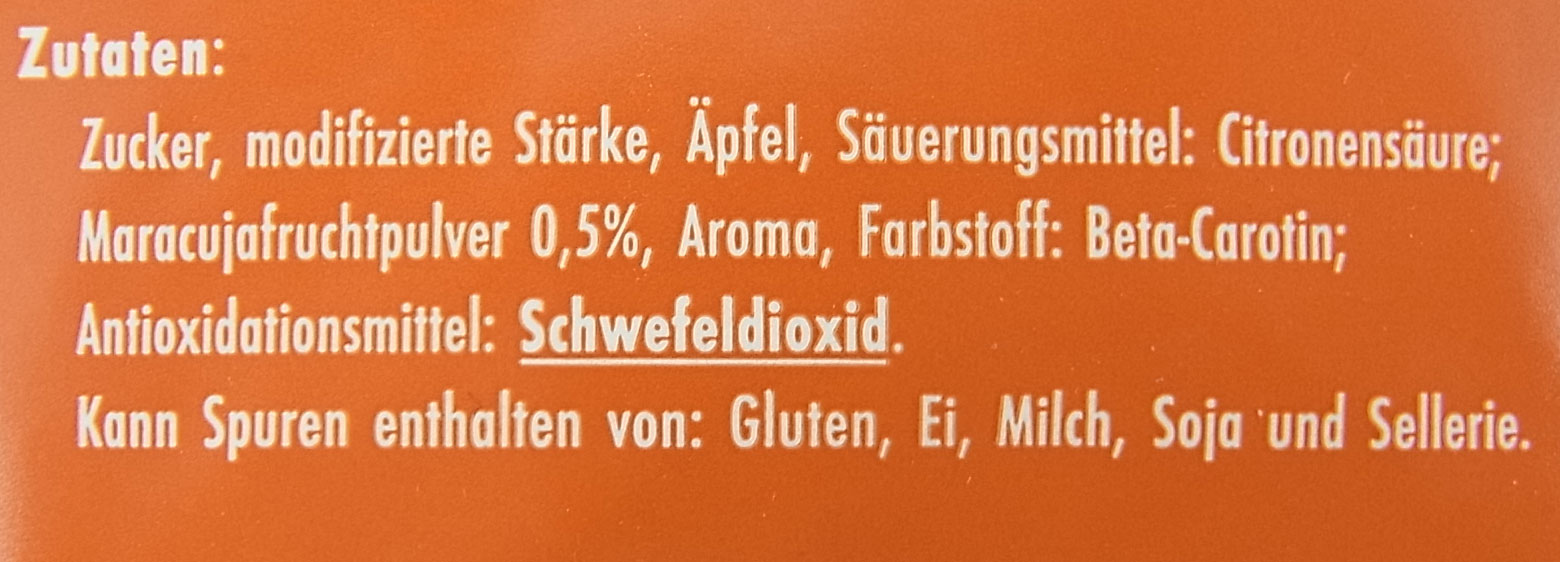 Zutaten:
Zucker, modifizierte Stärke, Äpfel, Säuerungsmittel: Citronensäure;
Maracujafruchtpulver 0,5%, Aroma, Farbstoff: Beta-Carotin;
Antioxidationsmittel: Schwefeldioxid.
Kann Spuren enthalten von: Gluten, Ei, Milch, Soja und Sellerie.